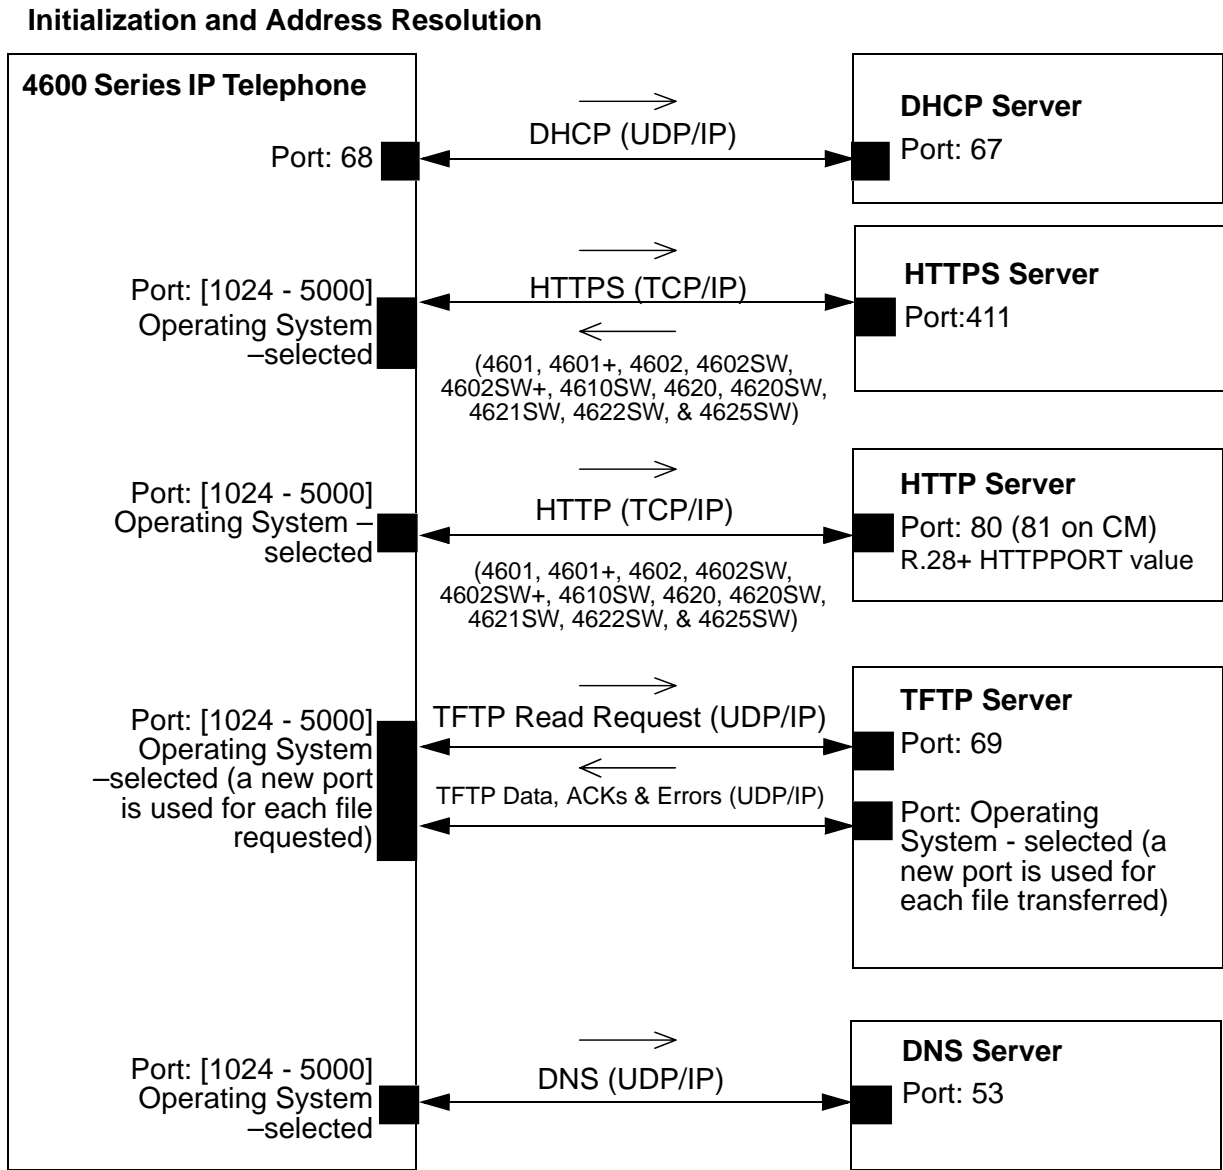 Initialization and Address Resolution
4600 Series IP Telephone
DHCP Server
DHCP (UDP/IP)
Port: 68
Port: 67
HTTPS Server
Port: [1024 - 5000]
Operating System
–selected
HTTPS (TCP/IP)
Port:411
(4601, 4601+, 4602, 4602SW,
4602SW+, 4610SW, 4620, 4620SW,
4621SW, 4622SW, & 4625SW)
HTTP Server
Port: [1024 - 5000]
Operating System –
selected
HTTP (TCP/IP)
Port: 80 (81 on CM)
R.28+ HTTPPORT value
(4601, 4601+, 4602, 4602SW,
4602SW+, 4610SW, 4620, 4620SW,
4621SW, 4622SW, & 4625SW)
TFTP Server
Port: [1024 - 5000]
Operating System
–selected (a new port
is used for each file
requested)
TFTP Read Request (UDP/IP)
Port: 69
TFTP Data, ACKs & Errors (UDP/IP)
Port: Operating
System - selected (a
new port is used for
each file transferred)
DNS Server
Port: [1024 - 5000]
Operating System
–selected
DNS (UDP/IP)
Port: 53